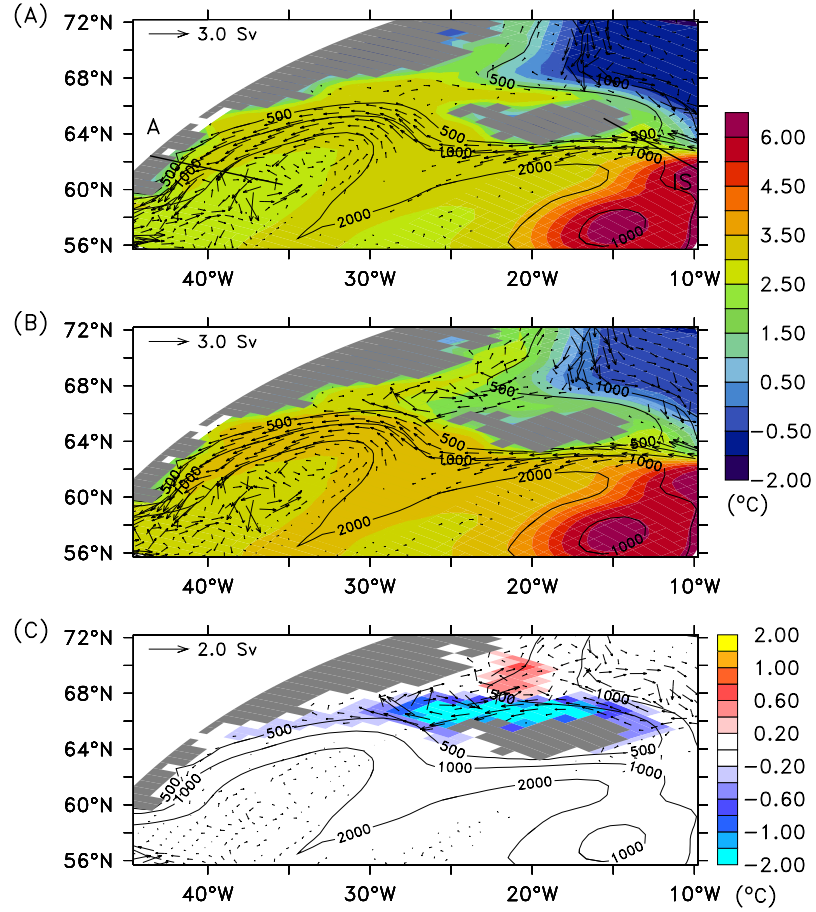 (A)
72°N
68°N
64°N
60°N
56°N
3.0 Sv
500
1000
500
A
500
1000
500
1000
500
1000
2000
IS
2000
1000
40°W
30°W
20°W
10°W
6.00
4.50
3.50
2.50
1.50
0.50
-0.50
-2.00
(°C)
(B)
72°N
68°N
64°N
60°N
56°N
3.0 Sv
500
1000
500
500
1000
500
1000
500
1000
2000
2000
1000
40°W
30°W
20°W
10°W
(C)
72°N
68°N
64°N
60°N
56°N
2.0 Sv
500
1000
500
500
1000
500
1000
500
1000
2000
2000
1000
40°W
30°W
20°W
10°W
2.00
1.00
0.60
0.20
-0.20
-0.60
-1.00
-2.00
(°C)